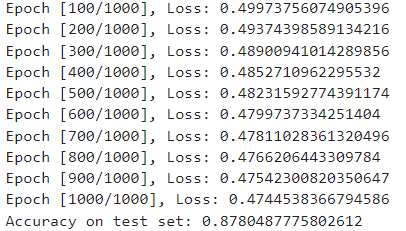 Epoch [100/1000], Loss: 0.49973756074905396
Epoch [200/1000], Loss: 0.49374398589134216
Epoch [300/1000], Loss: 0.48900941014289856
Epoch [400/1000], Loss: 0.4852710962295532
Epoch [500/1000], Loss: 0.48231592774391174
Epoch [600/1000], Loss: 0.4799737334251404
Epoch [700/1000], Loss: 0.47811028361320496
Epoch [800/1000], Loss: 0.4766206443309784
Epoch [900/1000], Loss: 0.47542300820350647
Epoch [1000/1000], Loss: 0.4744538366794586
Accuracy on test set: 0.8780487775802612